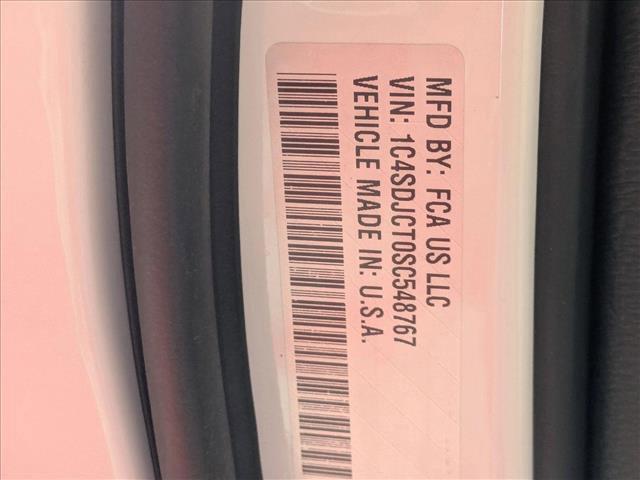 MFD BY: FCA US LLC
VIN: 1C4SDJCT0SC548767
VEHICLE MADE IN: U.S.A.